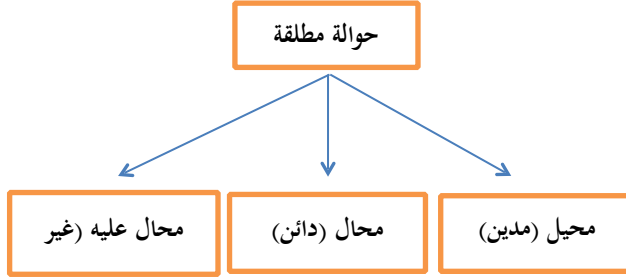 حوالة مطلقة
محيل (مدين)
محال (دائن)
محال عليه (غير